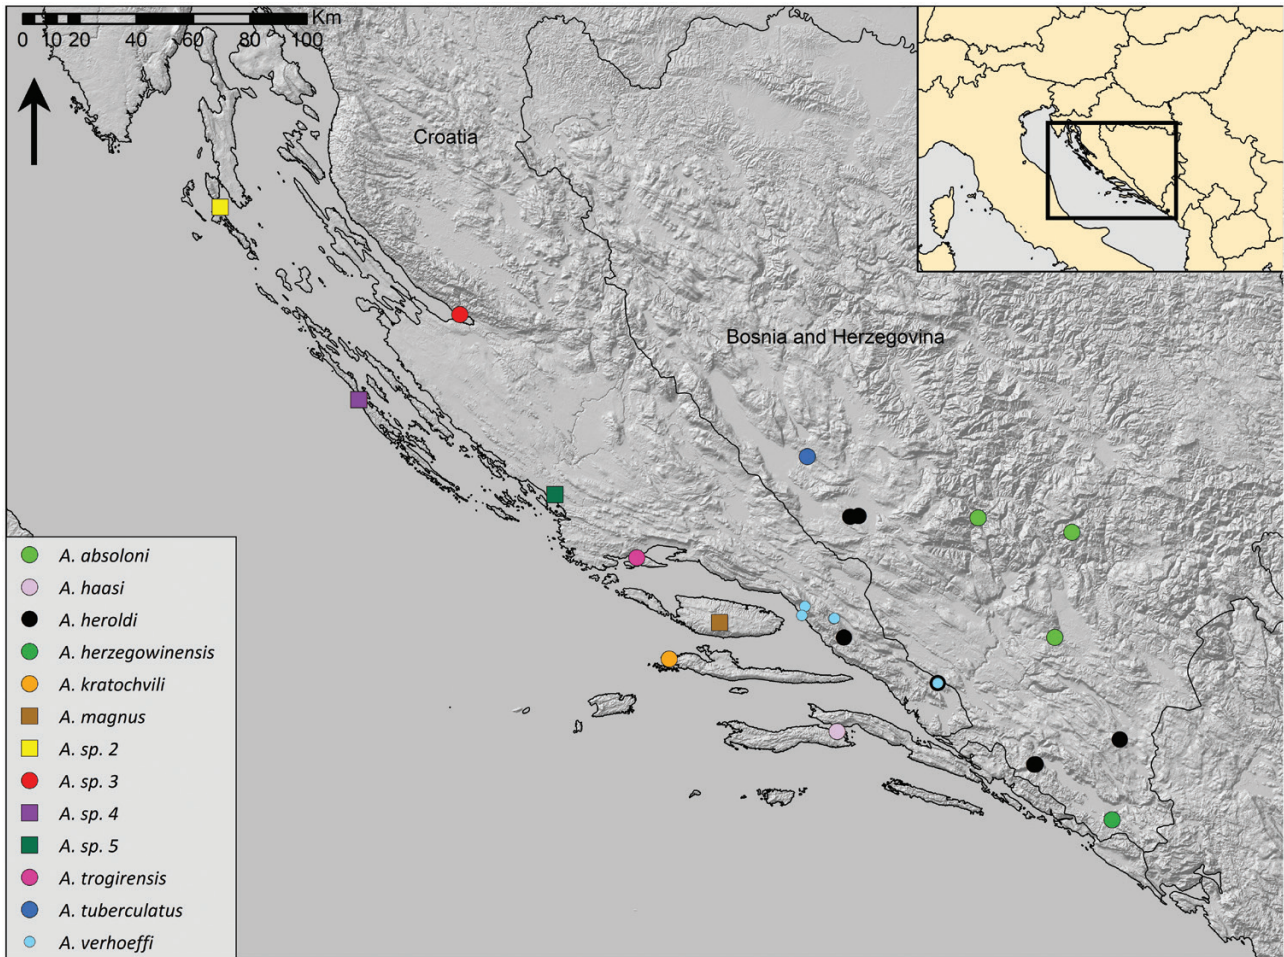 Km
0 10 20 40 60 80 100
Croatia
Bosnia and Herzegovina
A. absoloni
A. haasi
A. heroldi
A. herzegowinensis
A. kratochvili
A. magnus
A. sp. 2
A. sp. 3
A. sp. 4
A. sp. 5
A. trogirensis
A. tuberculatus
A. verhoeffi